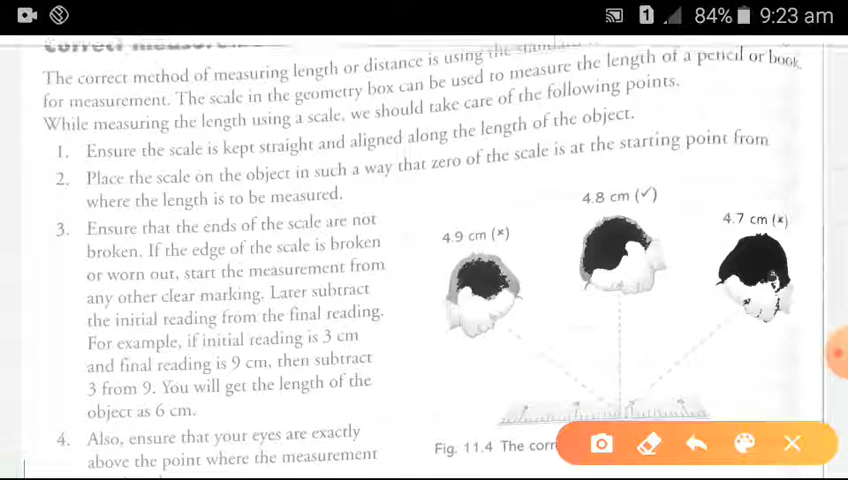 1 84% 9:23 am
The correct method of measuring length or distance is using the
for measurement. The scale in the geometry box can be used to measure the length of a pencil or book.
While measuring the length using a scale, we should take care of the following points.
1. Ensure the scale is kept straight and aligned along the length of the object.
2. Place the scale on the object in such a way that zero of the scale is at the starting point from
where the length is to be measured.
3. Ensure that the ends of the scale are not
broken. If the edge of the scale is broken
or worn out, start the measurement from
any other clear marking. Later subtract
the initial reading from the final reading.
For example, if initial reading is 3 cm
and final reading is 9 cm, then subtract
3 from 9. You will get the length of the
object as 6 cm.
4. Also, ensure that your eyes are exactly
above the point where the measurement
4.9 cm (×)
4.8 cm (✓)
4.7 cm (×)
Fig. 11.4 The